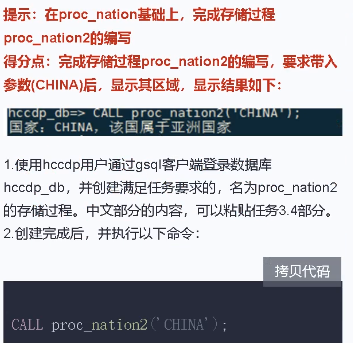 提示：在proc_nation基础上，完成存储过程
proc_nation2的编写
得分点：完成存储过程proc_nation2的编写，要求带入
参数(CHINA)后，显示其区域，显示结果如下：
hccdp_db=> CALL proc_nation2('CHINA');
国家：CHINA，该国属于亚洲国家
1.使用hccdp用户通过gsql客户端登录数据库
hccdp_db，并创建满足任务要求的，名为proc_nation2
的存储过程。中文部分的内容，可以粘贴任务3.4部分。
2.创建完成后，并执行以下命令：
拷贝代码
CALL proc_nation2('CHINA');